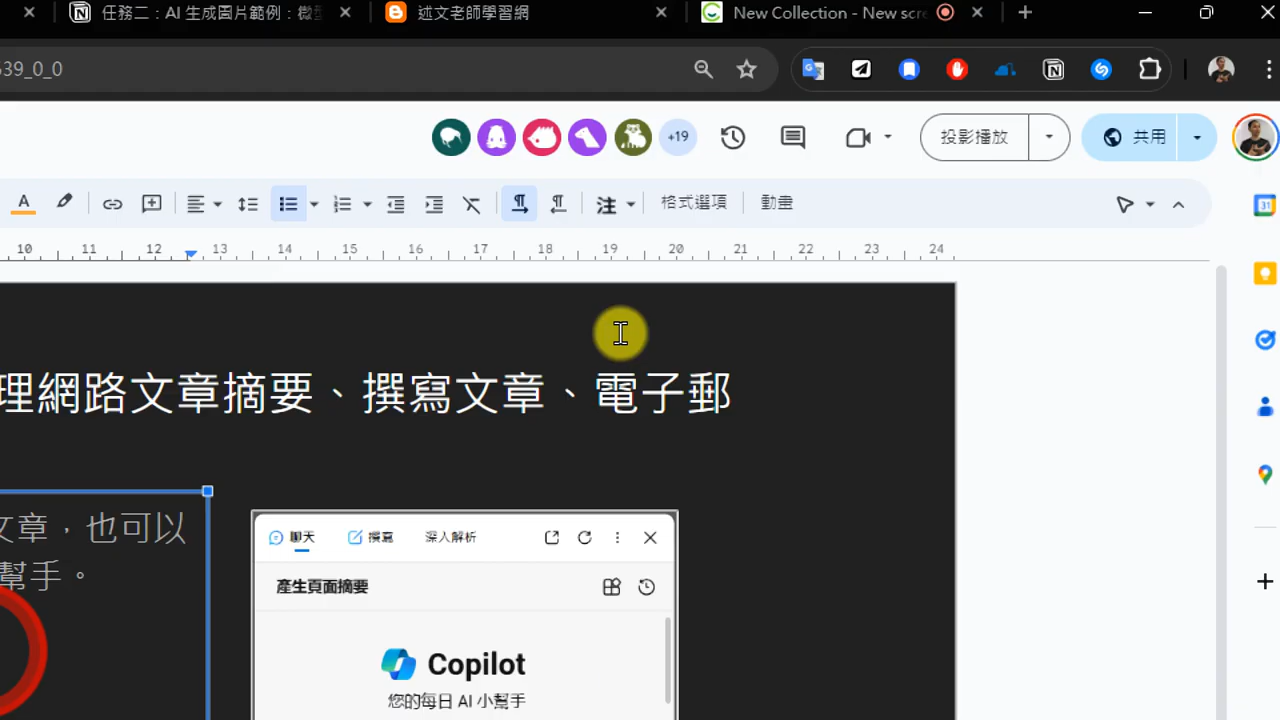 任務二：AI 生成圖片範例：微型
述文老師學習網
New Collection - New scre
639_0_0
+19
投影播放
共用
格式選項
動畫
10 11 12 13 14 15 16 17 18 19 20 21 22 23 24
理網路文章摘要、撰寫文章、電子郵
文章，也可以
幫手。
聊天 撰寫 深入解析
產生頁面摘要
Copilot
您的每日 AI 小幫手